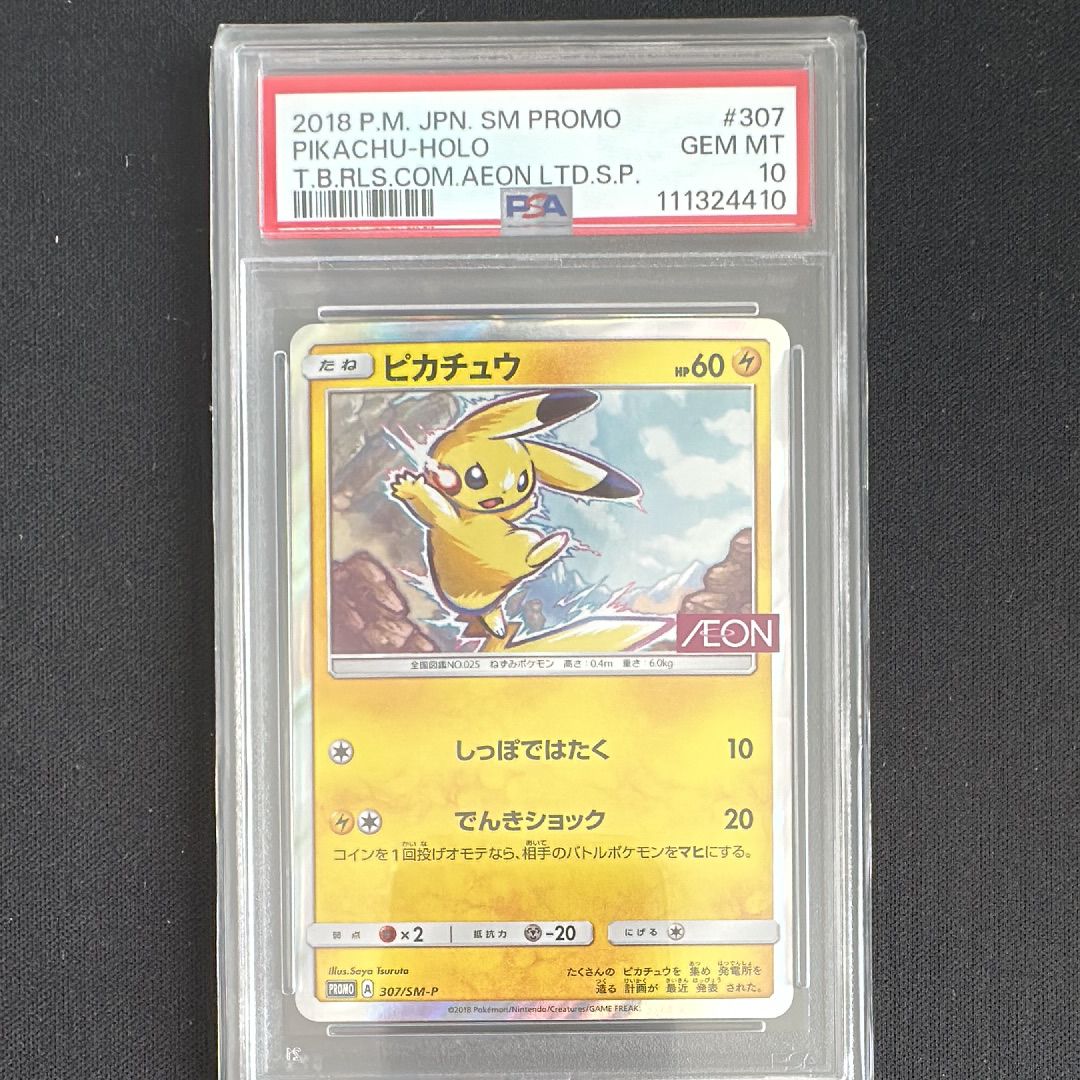 2018 P.M. JPN. SM PROMO #307
PIKACHU-HOLO GEM MT
T.B.RLS.COM.AEON LTD.S.P. 10
PSA 111324410
たね ピカチュウ HP60
ÆON
全国図鑑NO.025 ねずみポケモン 高さ:0.4m 重さ:6.0kg
しっぽではたく 10
でんきショック 20
コインを1回投げオモテなら、相手のバトルポケモンをマヒにする。
弱点 ×2 抵抗力 -20 にげる
Illus.Saya Tsuruta
たくさんの ピカチュウを 集め 発電所を
造る 計画が 最近 発表 された。
PROMO A 307/SM-P
©2018 Pokémon/Nintendo/Creatures/GAME FREAK.